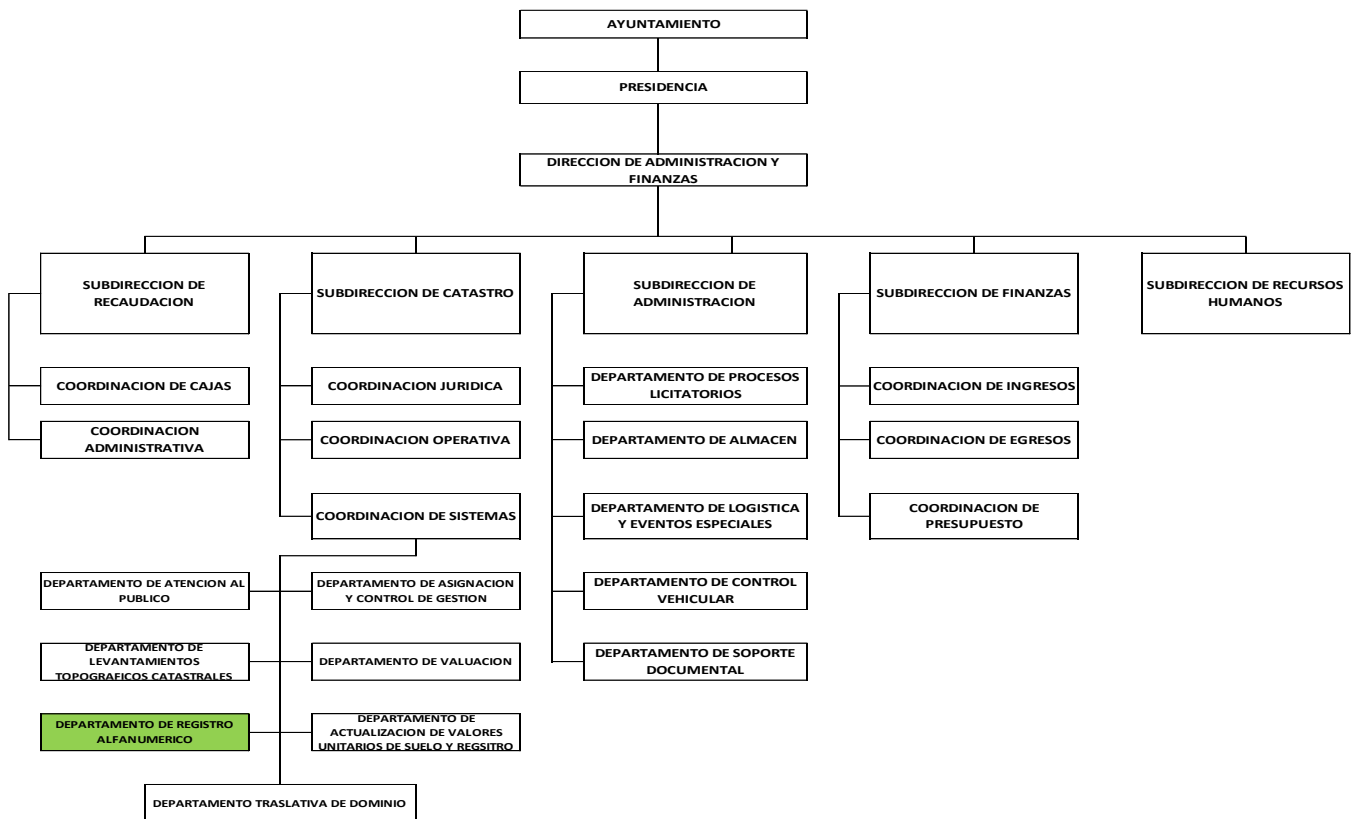 AYUNTAMIENTO
PRESIDENCIA
DIRECCION DE ADMINISTRACION Y
FINANZAS
SUBDIRECCION DE
RECAUDACION
SUBDIRECCION DE CATASTRO
SUBDIRECCION DE
ADMINISTRACION
SUBDIRECCION DE FINANZAS
SUBDIRECCION DE RECURSOS
HUMANOS
COORDINACION DE CAJAS
COORDINACION JURIDICA
DEPARTAMENTO DE PROCESOS
LICITATORIOS
COORDINACION DE INGRESOS
COORDINACION
ADMINISTRATIVA
COORDINACION OPERATIVA
DEPARTAMENTO DE ALMACEN
COORDINACION DE EGRESOS
COORDINACION DE SISTEMAS
DEPARTAMENTO DE LOGISTICA
Y EVENTOS ESPECIALES
COORDINACION DE
PRESUPUESTO
DEPARTAMENTO DE ATENCION AL
PUBLICO
DEPARTAMENTO DE ASIGNACION
Y CONTROL DE GESTION
DEPARTAMENTO DE CONTROL
VEHICULAR
DEPARTAMENTO DE
LEVANTAMIENTOS
TOPOGRAFICOS CATASTRALES
DEPARTAMENTO DE VALUACION
DEPARTAMENTO DE SOPORTE
DOCUMENTAL
DEPARTAMENTO DE REGISTRO
ALFANUMERICO
DEPARTAMENTO DE
ACTUALIZACION DE VALORES
UNITARIOS DE SUELO Y REGSITRO
DEPARTAMENTO TRASLATIVA DE DOMINIO